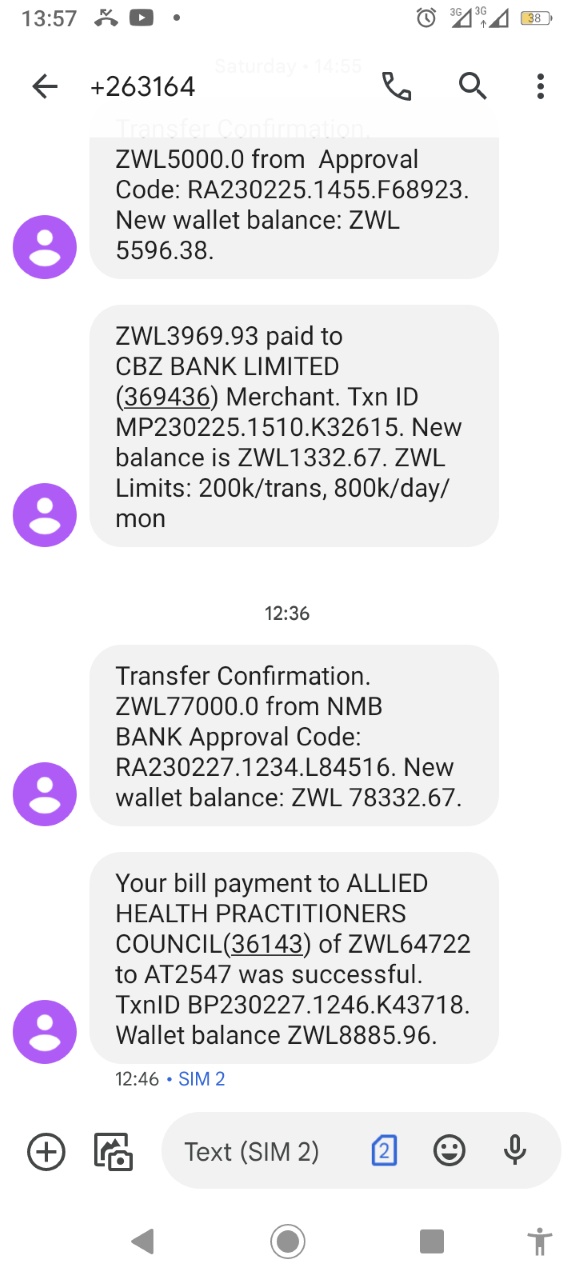 13:57
3G
3G
38
Saturday • 14:55
+263164
Transfer Confirmation.
ZWL5000.0 from  Approval
Code: RA230225.1455.F68923.
New wallet balance: ZWL
5596.38.
ZWL3969.93 paid to
CBZ BANK LIMITED
(369436) Merchant. Txn ID
MP230225.1510.K32615. New
balance is ZWL1332.67. ZWL
Limits: 200k/trans, 800k/day/
mon
12:36
Transfer Confirmation.
ZWL77000.0 from NMB
BANK Approval Code:
RA230227.1234.L84516. New
wallet balance: ZWL 78332.67.
Your bill payment to ALLIED
HEALTH PRACTITIONERS
COUNCIL(36143) of ZWL64722
to AT2547 was successful.
TxnID BP230227.1246.K43718.
Wallet balance ZWL8885.96.
12:46 • SIM 2
Text (SIM 2)
2